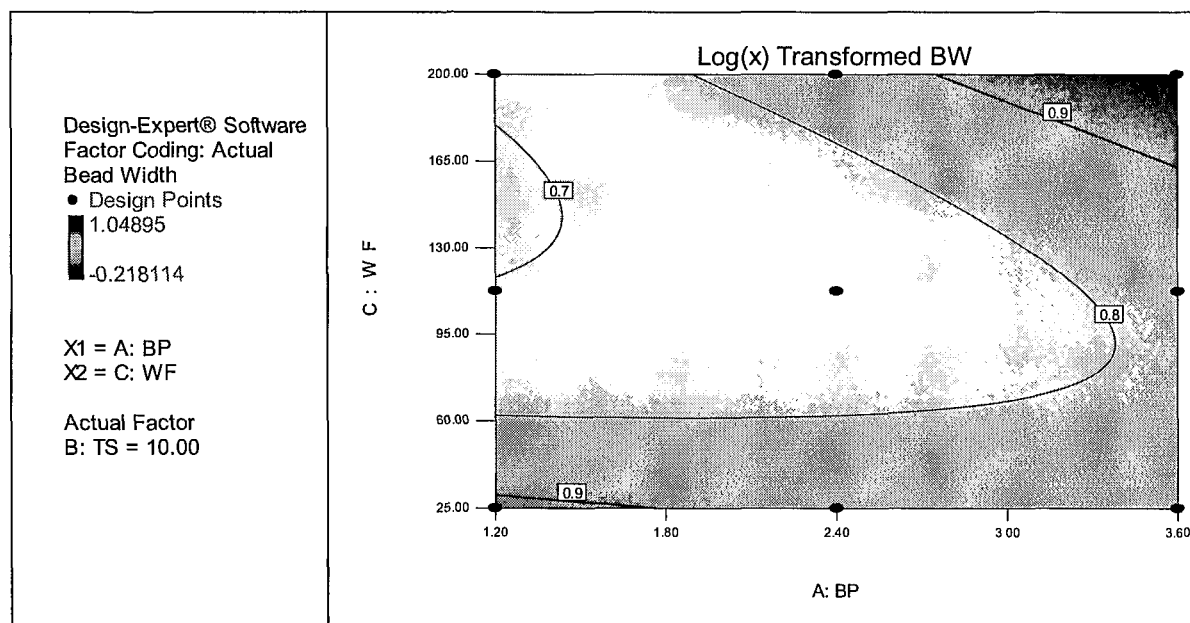 Design-Expert® Software
Factor Coding: Actual
Bead Width
Design Points
1.04895
-0.218114
X1 = A: BP
X2 = C: WF
Actual Factor
B: TS = 10.00
Log(x) Transformed BW
200.00
165.00
130.00
95.00
60.00
25.00
C: WF
0.9
0.7
0.8
0.9
1.20
1.80
2.40
3.00
3.60
A: BP